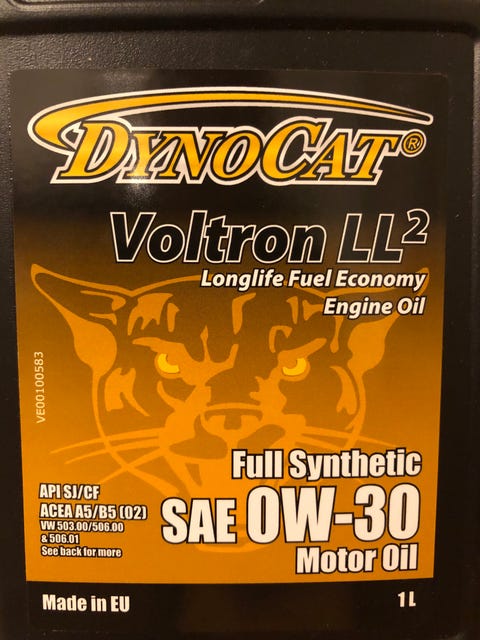 DYNOCAT®
Voltron LL²
Longlife Fuel Economy
Engine Oil
VE00100583
Full Synthetic
API SJ/CF
ACEA A5/B5 (02)
VW 503.00/506.00
& 506.01
See back for more
SAE 0W-30
Motor Oil
Made in EU
1 L